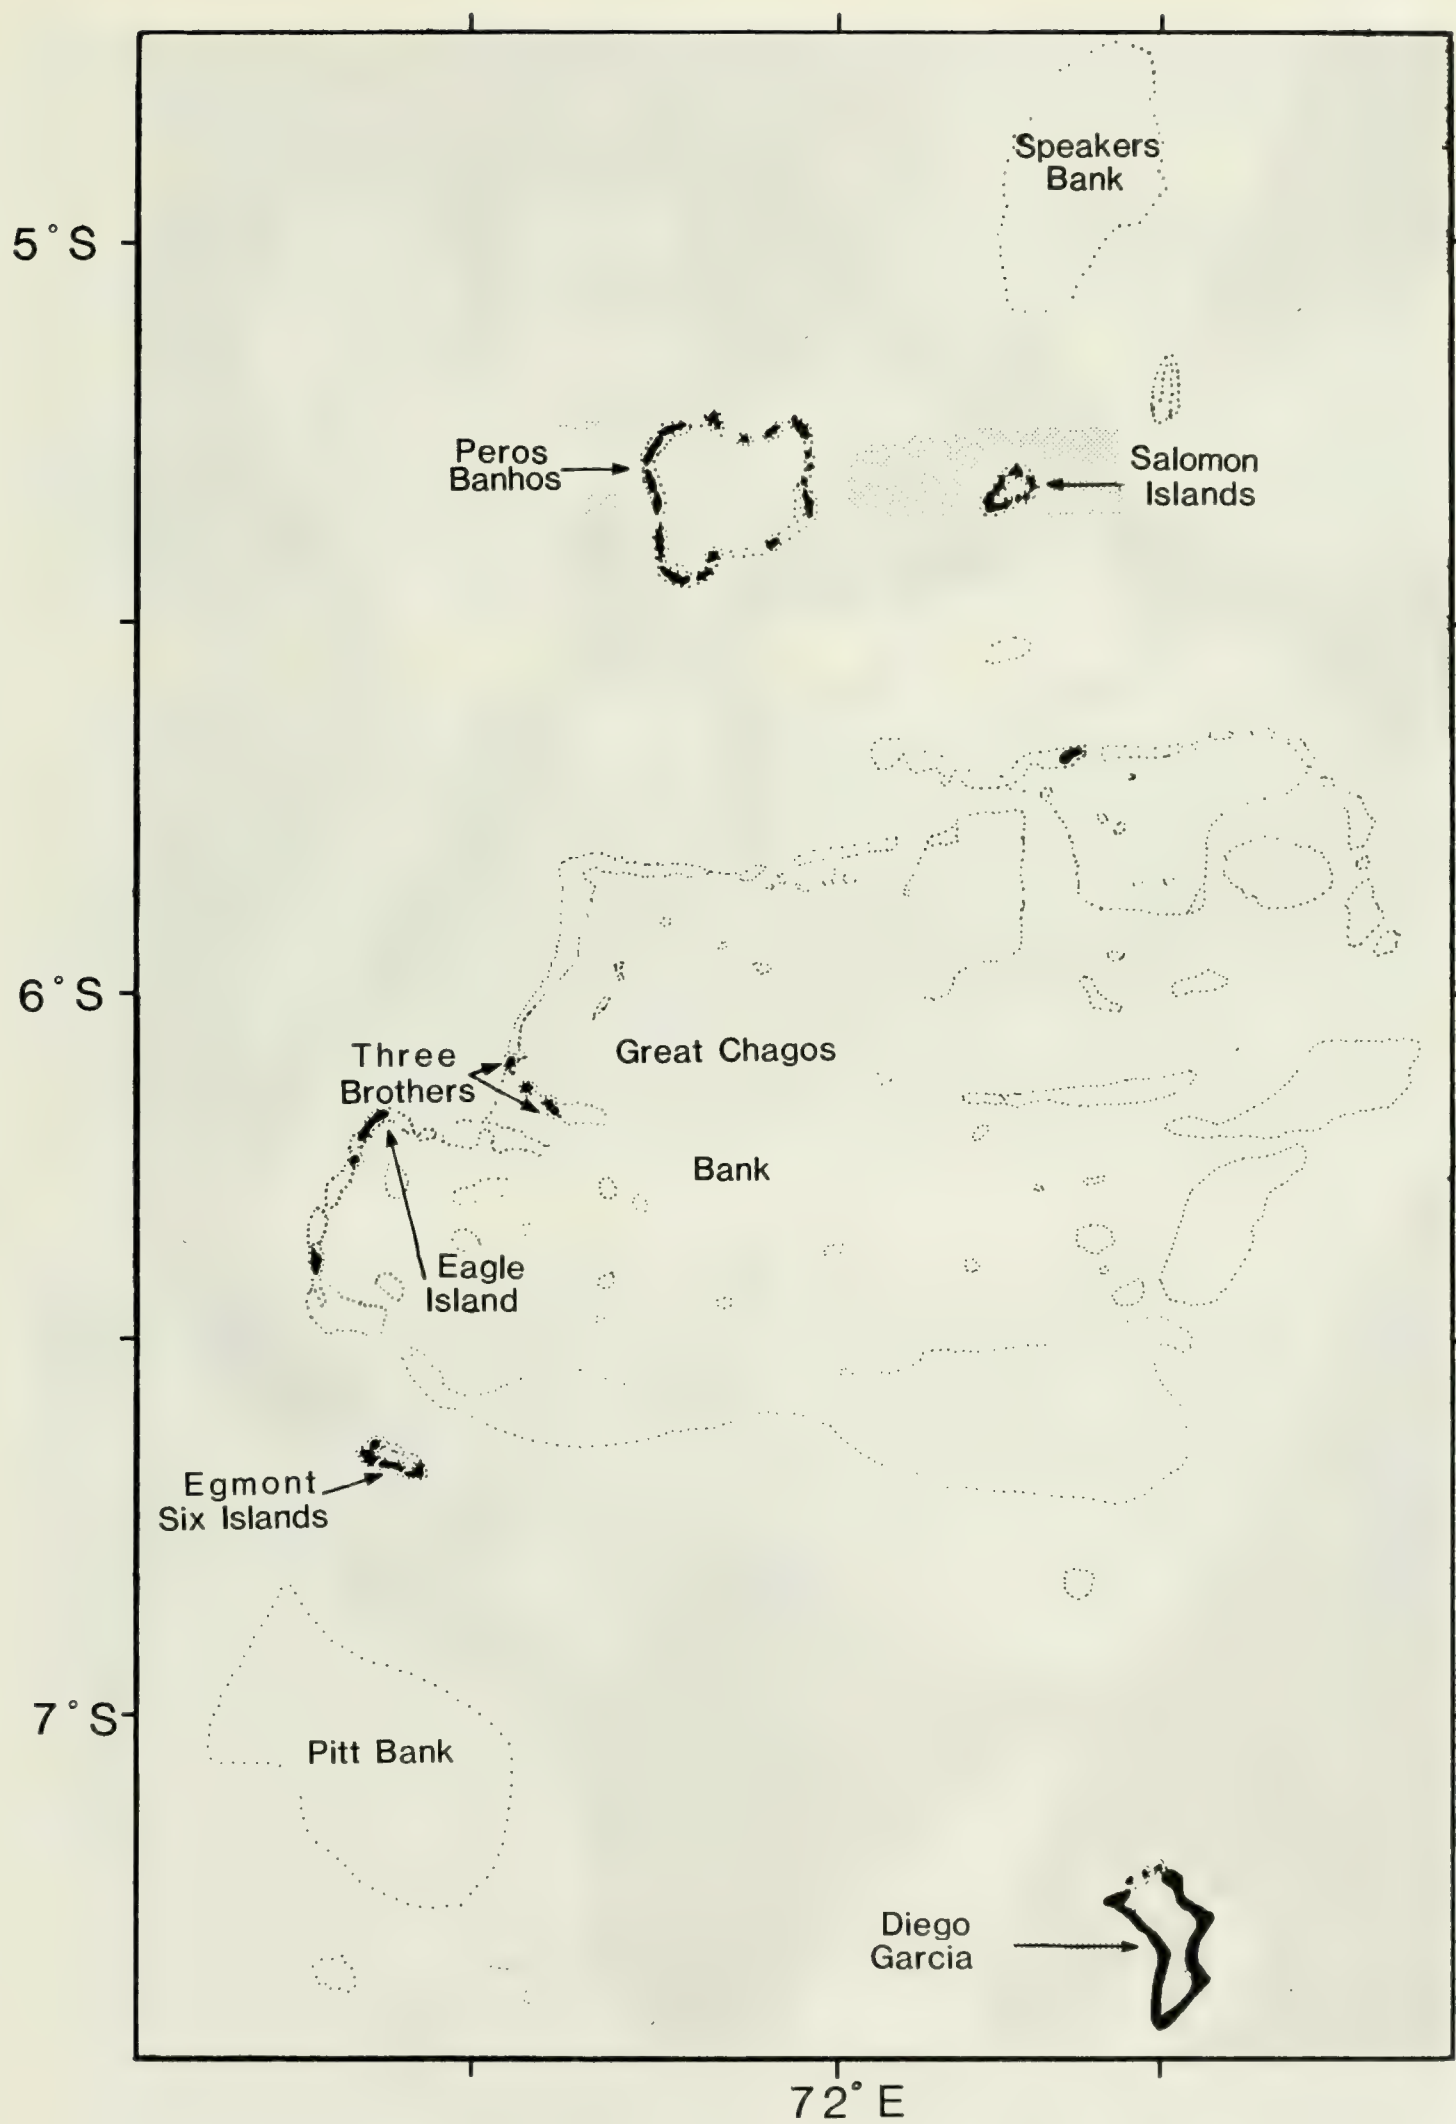 Speakers
Bank
5°S
Peros
Banhos
Salomon
Islands
6°S
Three
Brothers
Great Chagos
Bank
Eagle
Island
Egmont
Six Islands
7°S
Pitt Bank
Diego
Garcia
72°E